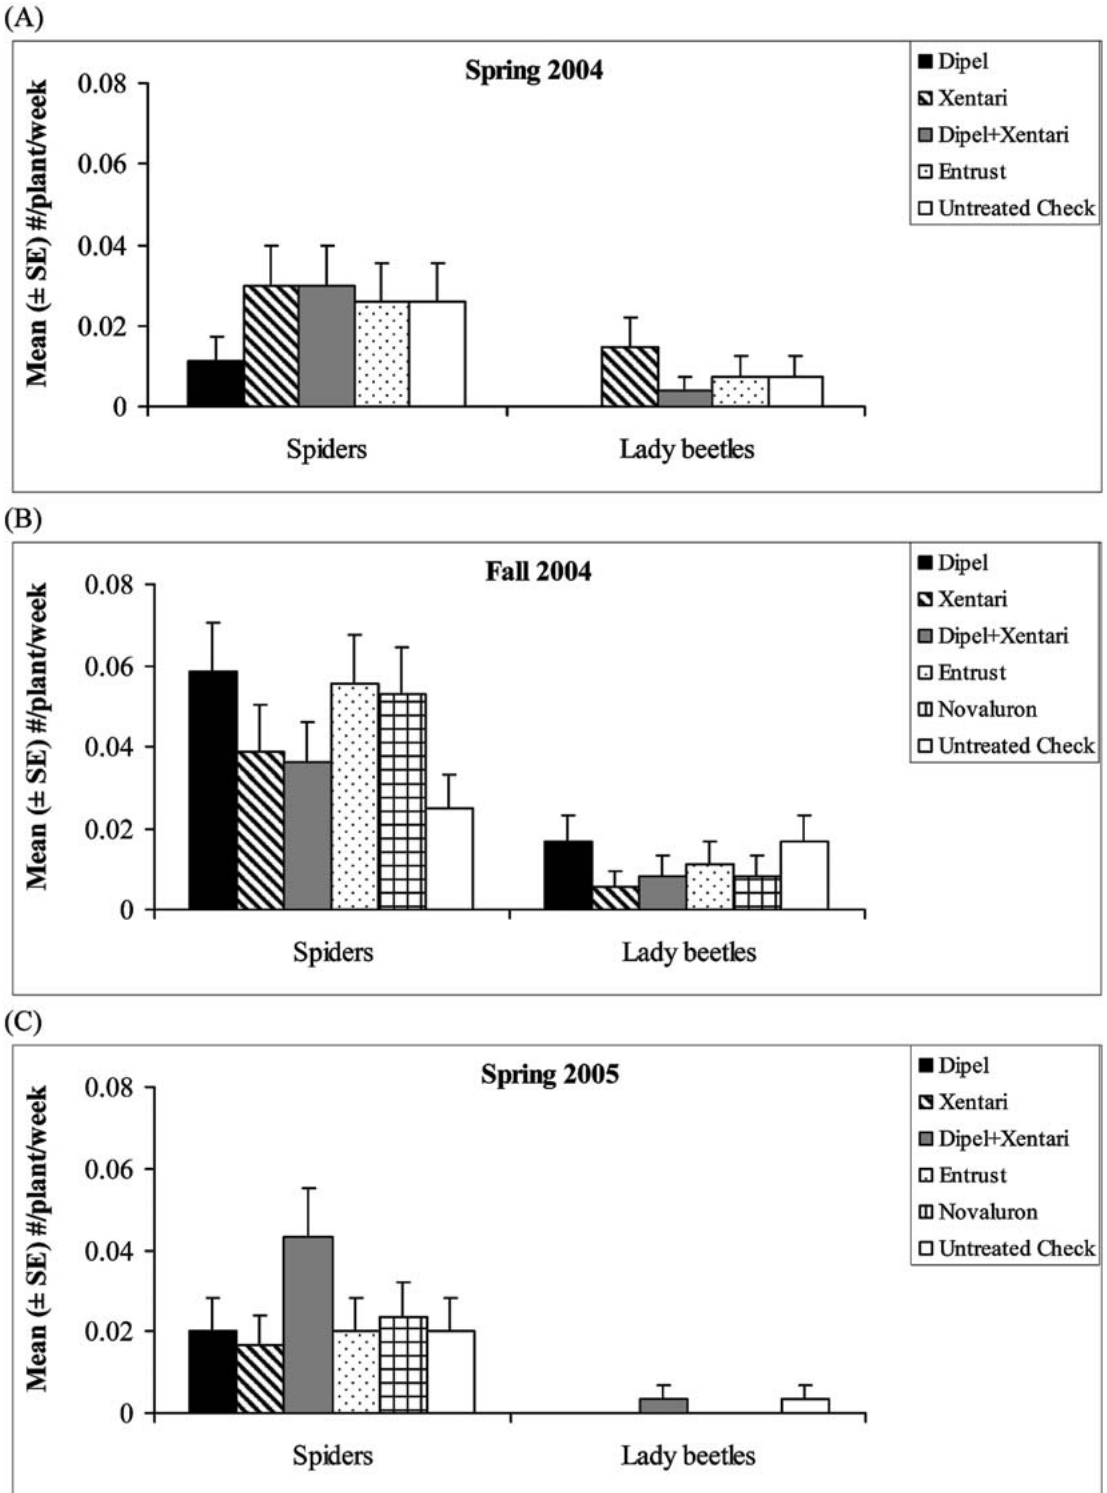 (A)
Spring 2004
Mean (± SE) #/plant/week
0.08
0.06
0.04
0.02
0
Spiders
Lady beetles
Dipel
Xentari
Dipel+Xentari
Entrust
Untreated Check
(B)
Fall 2004
Mean (± SE) #/plant/week
0.08
0.06
0.04
0.02
0
Spiders
Lady beetles
Dipel
Xentari
Dipel+Xentari
Entrust
Novaluron
Untreated Check
(C)
Spring 2005
Mean (± SE) #/plant/week
0.08
0.06
0.04
0.02
0
Spiders
Lady beetles
Dipel
Xentari
Dipel+Xentari
Entrust
Novaluron
Untreated Check